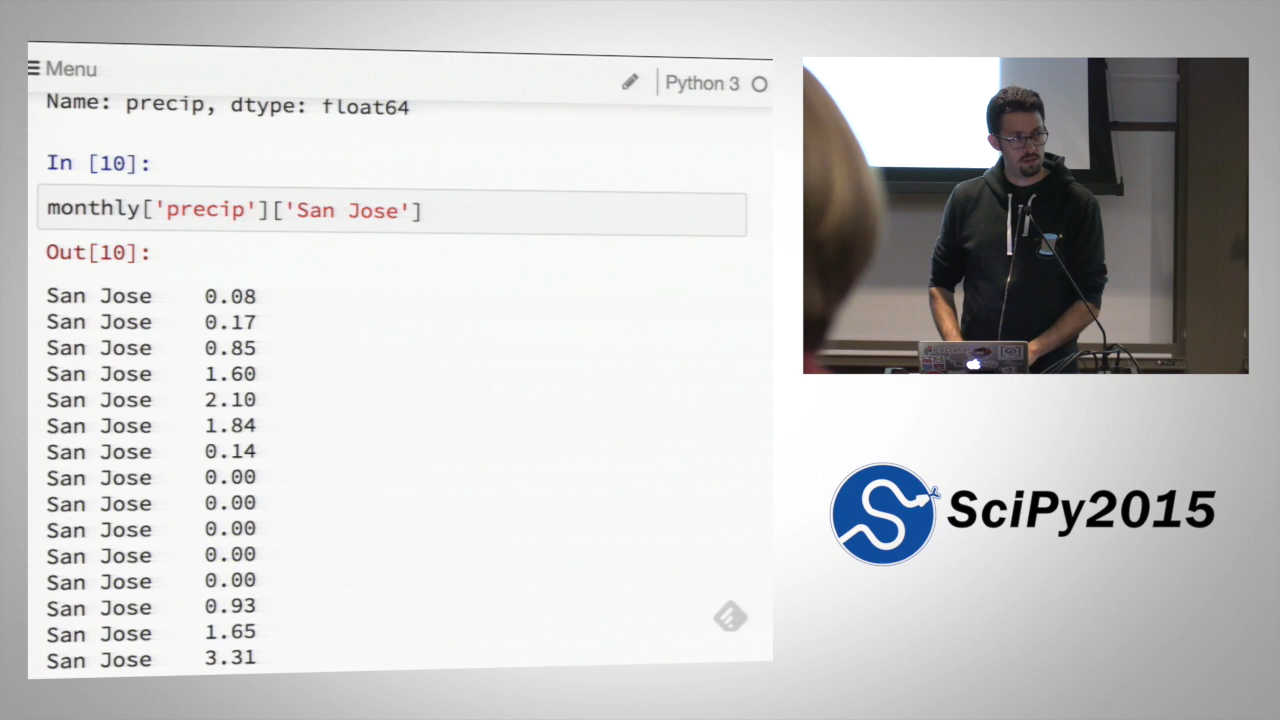 Menu
Python 3
Name: precip, dtype: float64
In [10]:
monthly['precip']['San Jose']
Out[10]:
San Jose 0.08
San Jose 0.17
San Jose 0.85
San Jose 1.60
San Jose 2.10
San Jose 1.84
San Jose 0.14
San Jose 0.00
San Jose 0.00
San Jose 0.00
San Jose 0.00
San Jose 0.00
San Jose 0.93
San Jose 1.65
San Jose 3.31
SciPy2015